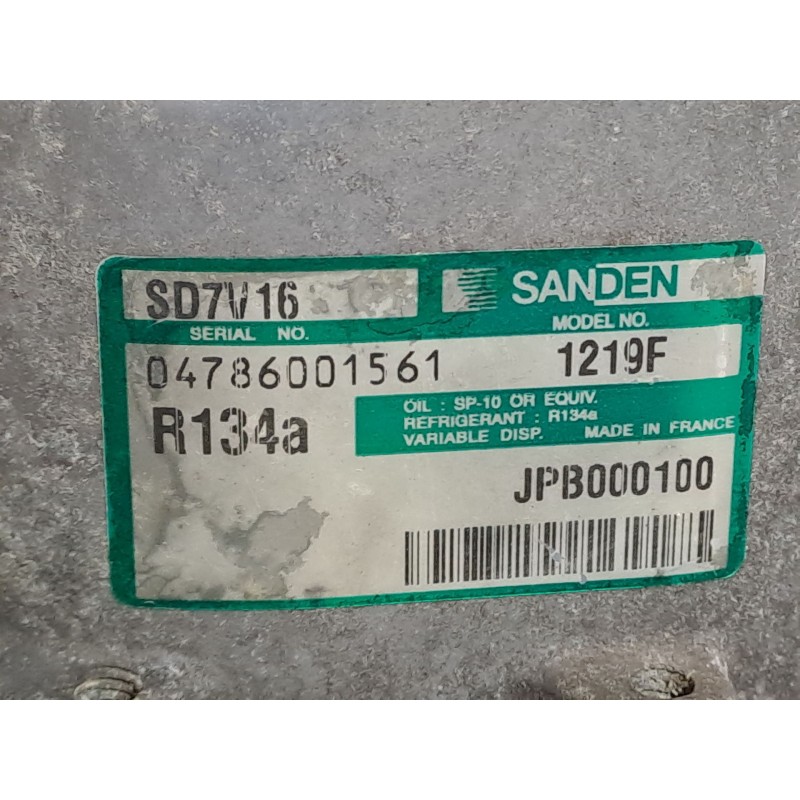 SD7V16
SANDEN
SERIAL NO.
MODEL NO.
04786001561
1219F
R134a
OIL : SP-10 OR EQUIV.
REFRIGERANT : R134a
VARIABLE DISP. MADE IN FRANCE
JPB000100